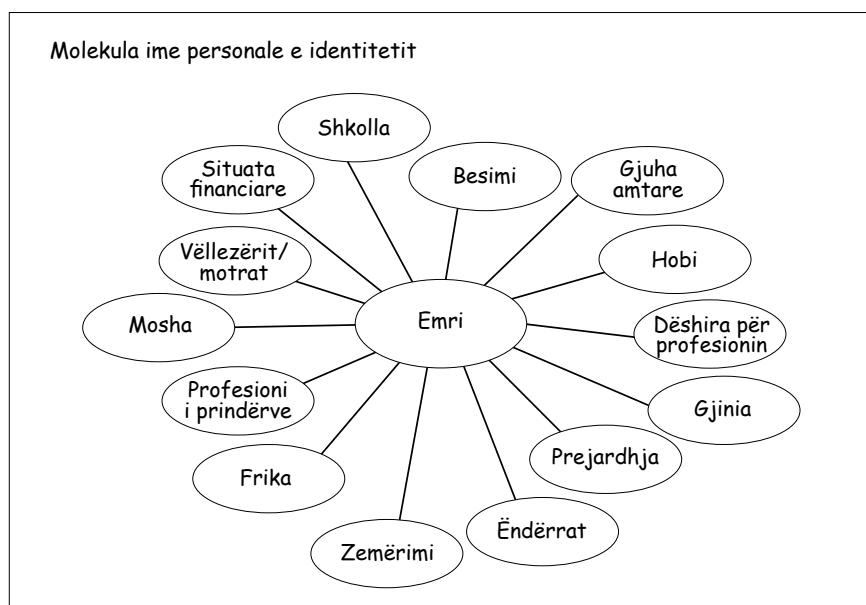 Molekula ime personale e identitetit
Shkolla
Situata
financiare
Besimi
Gjuha
amtare
Vëllezërit/
motrat
Hobi
Mosha
Emri
Dëshira për
profesionin
Profesioni
i prindërve
Gjinia
Frika
Prejardhja
Zemërimi
Ëndërrat